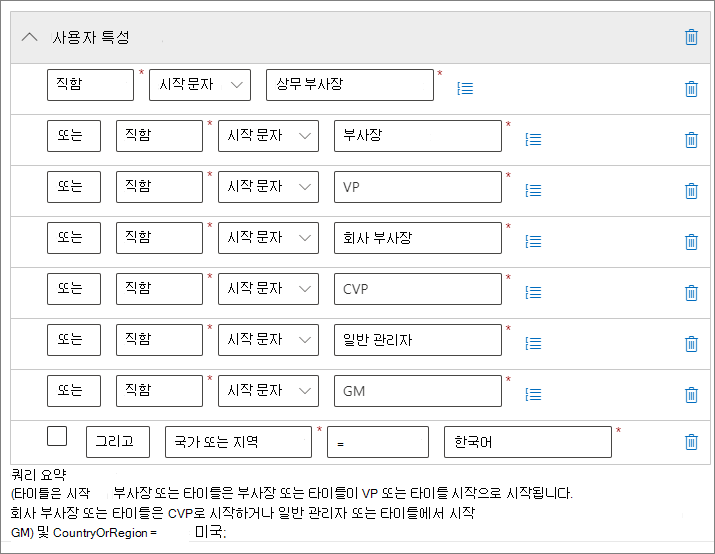 사용자 특성
직함 * 시작 문자 상무 부사장 *
또는 직함 * 시작 문자 부사장 *
또는 직함 * 시작 문자 VP *
또는 직함 * 시작 문자 회사 부사장 *
또는 직함 * 시작 문자 CVP *
또는 직함 * 시작 문자 일반 관리자 *
또는 직함 * 시작 문자 GM *
그리고 국가 또는 지역 * = 한국어 *
쿼리 요약
(타이틀은 시작 부사장 또는 타이틀은 부사장 또는 타이틀이 VP 또는 타이틀 시작으로 시작됩니다.
회사 부사장 또는 타이틀은 CVP로 시작하거나 일반 관리자 또는 타이틀에서 시작
GM) 및 CountryOrRegion = 미국;